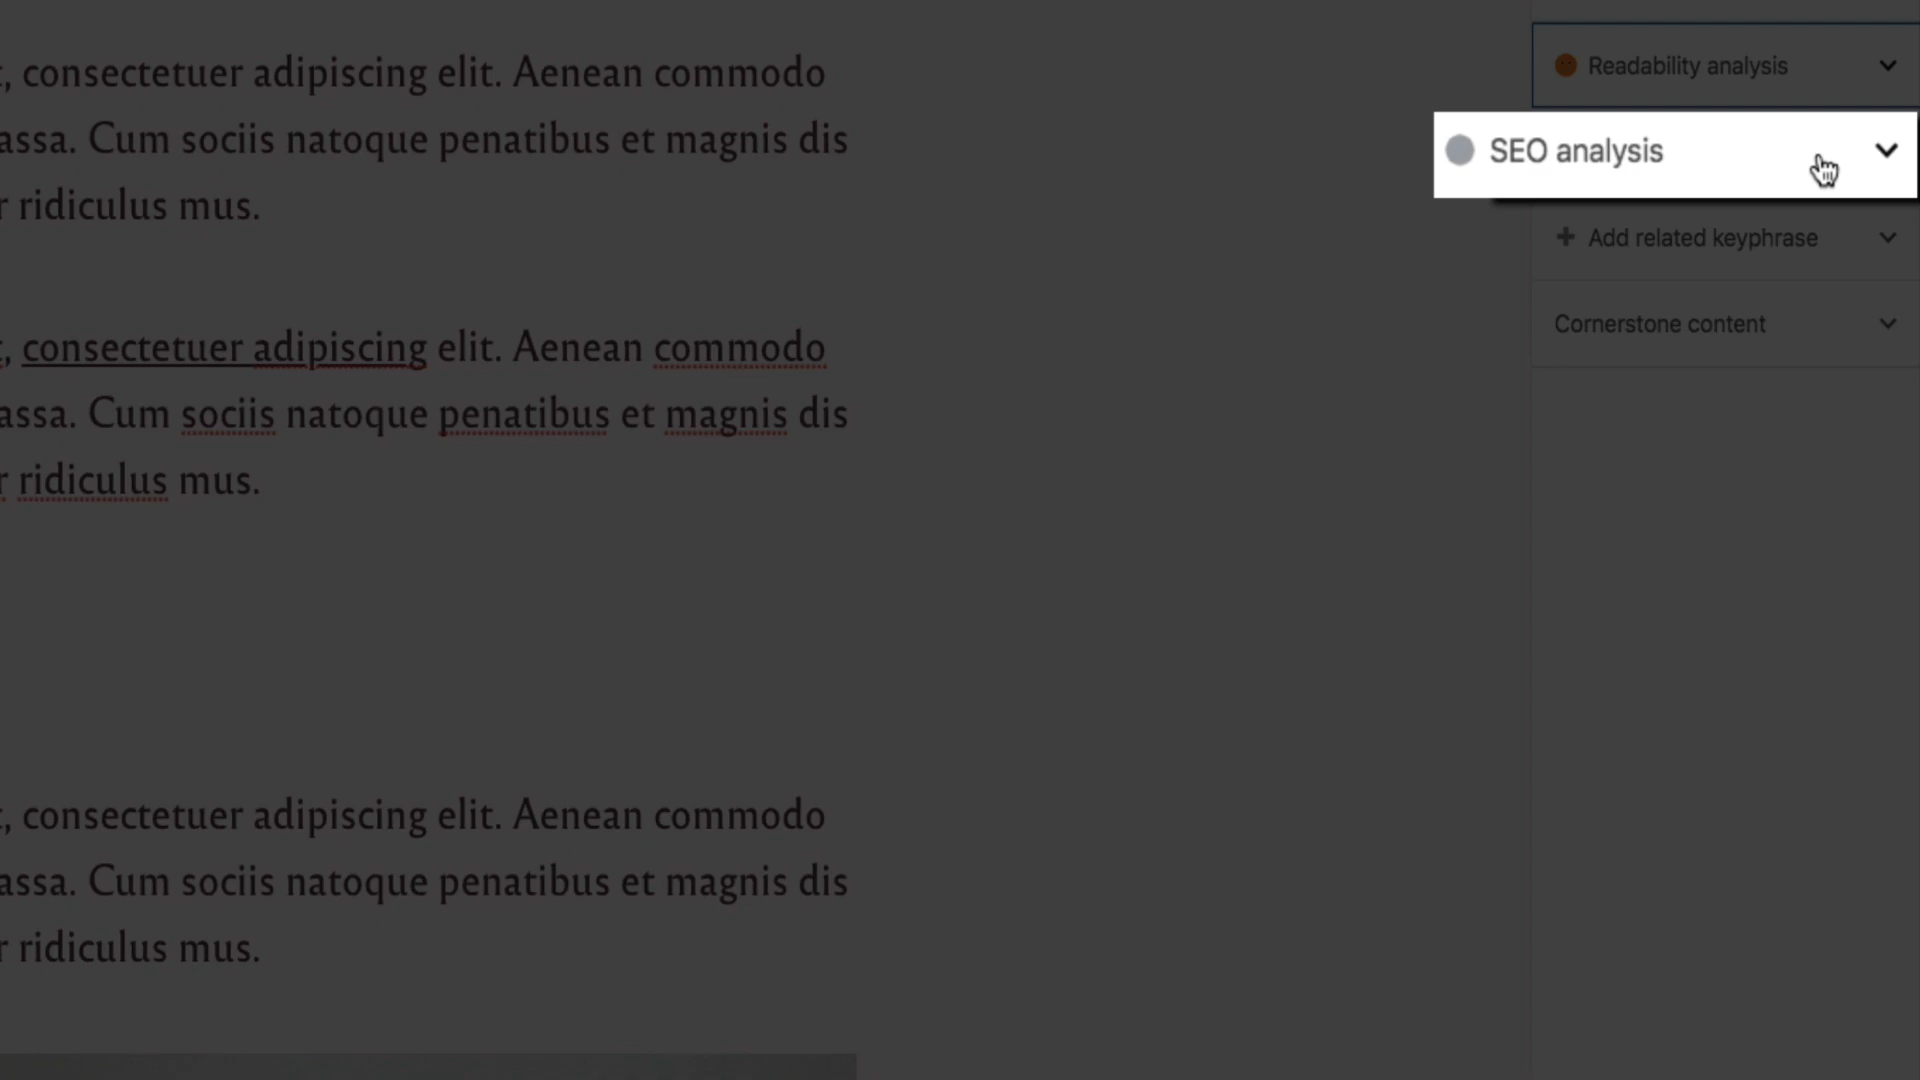 , consectetuer adipiscing elit. Aenean commodo
assa. Cum sociis natoque penatibus et magnis dis
r ridiculus mus.
, consectetuer adipiscing elit. Aenean commodo
assa. Cum sociis natoque penatibus et magnis dis
r ridiculus mus.
, consectetuer adipiscing elit. Aenean commodo
assa. Cum sociis natoque penatibus et magnis dis
r ridiculus mus.
Readability analysis
SEO analysis
Add related keyphrase
Cornerstone content